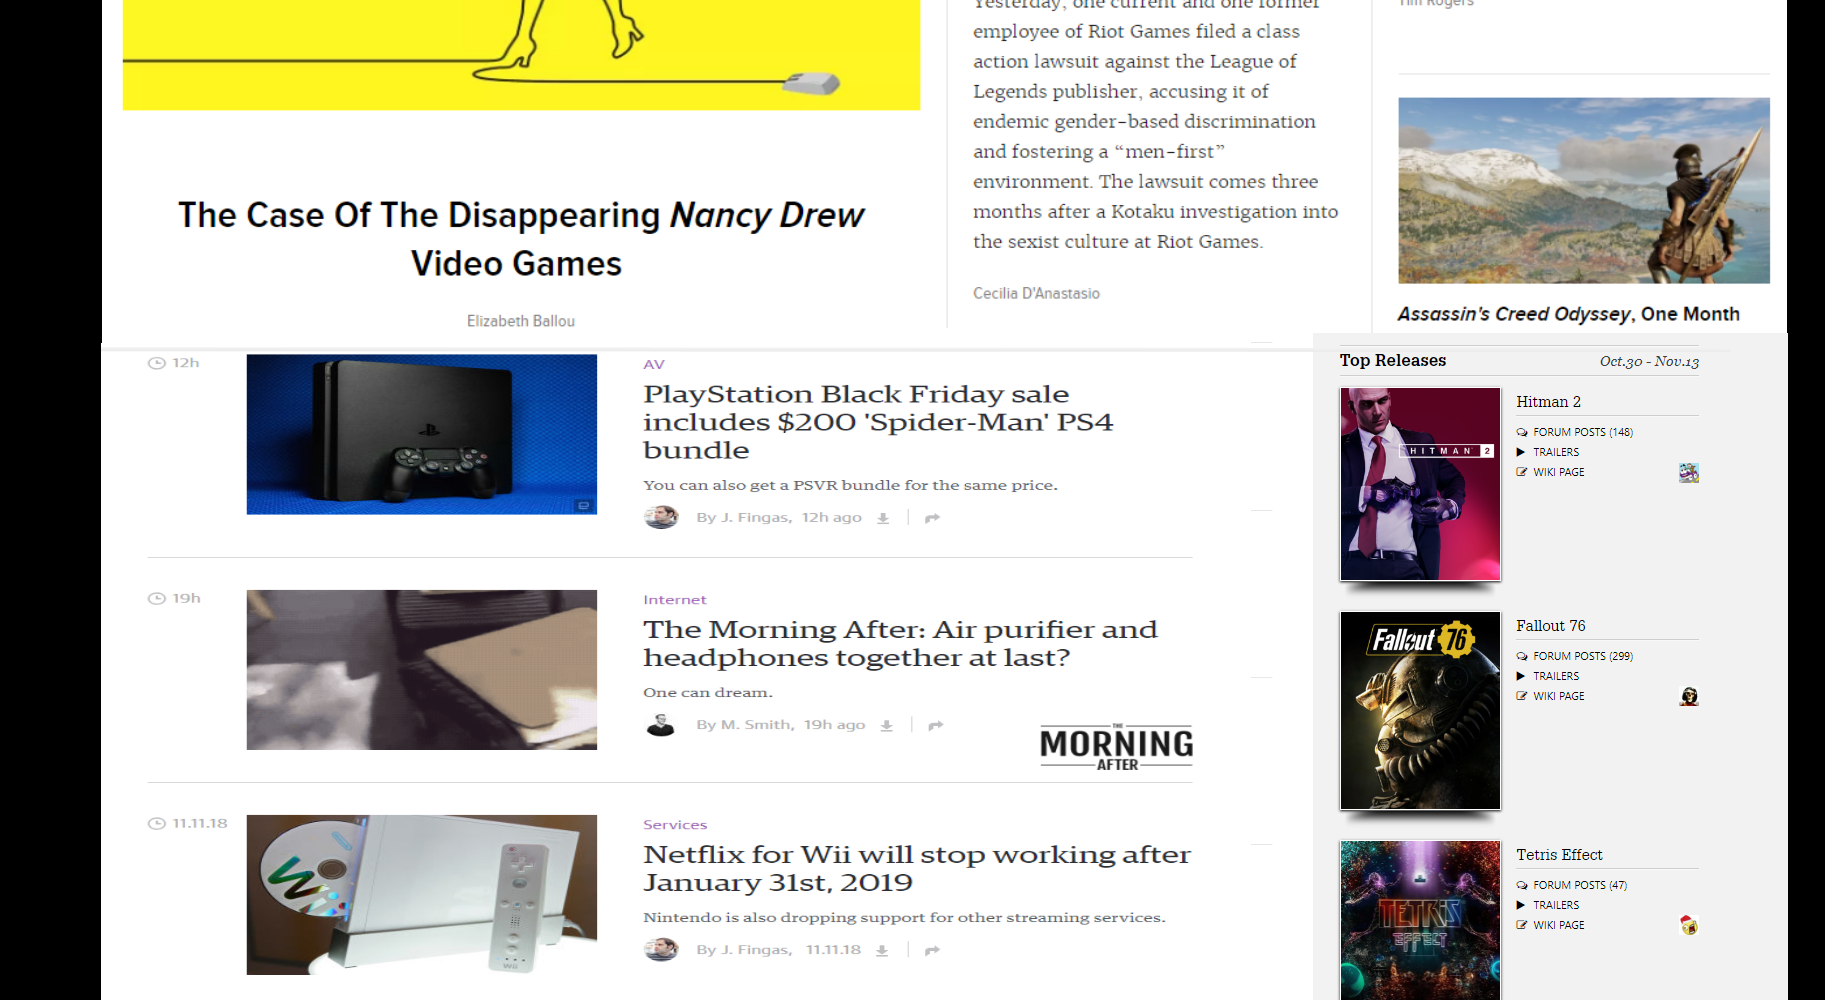 The Case Of The Disappearing Nancy Drew
Video Games
Elizabeth Ballou
Yesterday, one current and one former
employee of Riot Games filed a class
action lawsuit against the League of
Legends publisher, accusing it of
endemic gender-based discrimination
and fostering a “men-first”
environment. The lawsuit comes three
months after a Kotaku investigation into
the sexist culture at Riot Games.
Cecilia D'Anastasio
Tim Rogers
Assassin's Creed Odyssey, One Month
12h
AV
PlayStation Black Friday sale
includes $200 'Spider-Man' PS4
bundle
You can also get a PSVR bundle for the same price.
By J. Fingas, 12h ago
19h
Internet
The Morning After: Air purifier and
headphones together at last?
One can dream.
By M. Smith, 19h ago
THE
MORNING
AFTER
11.11.18
Wii
Wii
Services
Netflix for Wii will stop working after
January 31st, 2019
Nintendo is also dropping support for other streaming services.
By J. Fingas, 11.11.18
Top Releases Oct.30 - Nov.13
HITMAN 2
Hitman 2
FORUM POSTS (148)
TRAILERS
WIKI PAGE
Fallout 76
Fallout 76
FORUM POSTS (299)
TRAILERS
WIKI PAGE
TETRIS
EFFECT
Tetris Effect
FORUM POSTS (47)
TRAILERS
WIKI PAGE